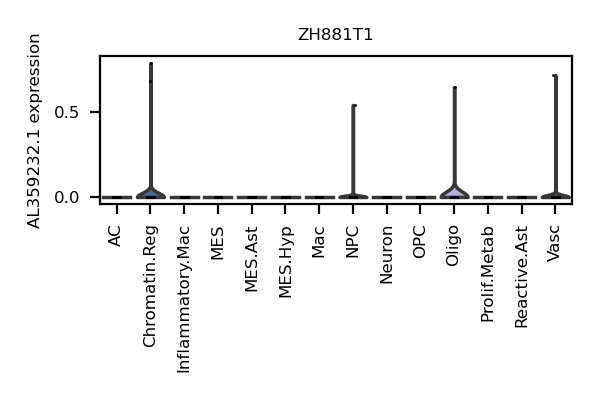 ZH881T1
AL359232.1 expression
0.5
0.0
AC
Chromatin.Reg
Inflammatory.Mac
MES
MES.Ast
MES.Hyp
Mac
NPC
Neuron
OPC
Oligo
Prolif.Metab
Reactive.Ast
Vasc